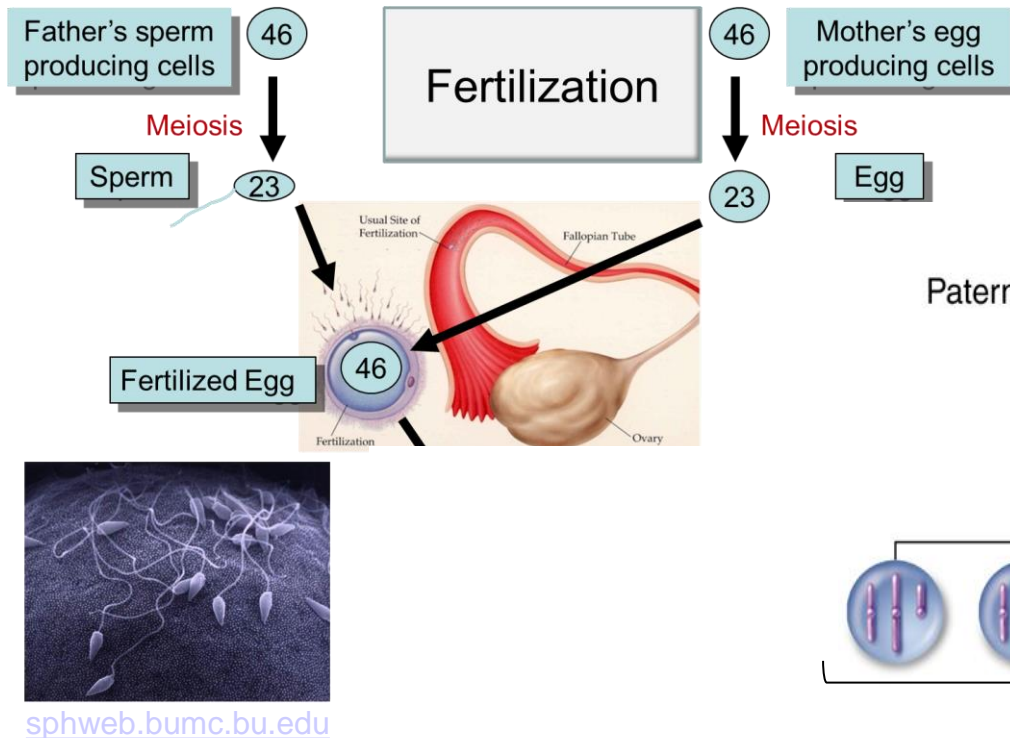 Father's sperm
producing cells
46
Fertilization
46
Mother's egg
producing cells
Meiosis
Meiosis
Sperm
23
23
Egg
Usual Site of
Fertilization
Fallopian Tube
Patern
Fertilized Egg
46
Fertilization
Ovary
sphweb.bumc.bu.edu